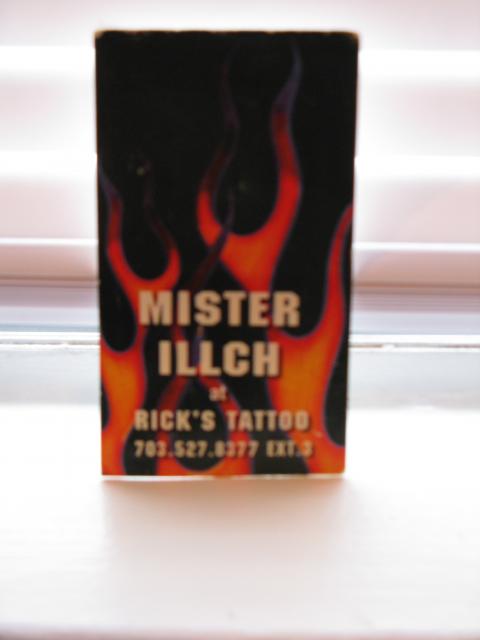 MISTER
ILLCH
at
RICK'S TATTOO
703.527.8377 EXT.3